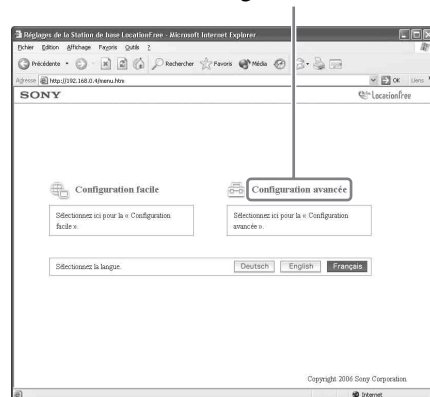 Réglages de la Station de base LocationFree - Microsoft Internet Explorer
Fichier Edition Affichage Favoris Outils ?
Précédente Rechercher Favoris Média
Adresse http://192.168.0.4/menu.htm OK Liens
SONY LocationFree
Configuration facile
Configuration avancée
Sélectionnez ici pour la « Configuration
facile ».
Sélectionnez ici pour la « Configuration
avancée ».
Sélectionnez la langue. Deutsch English Français
Copyright 2006 Sony Corporation
Internet